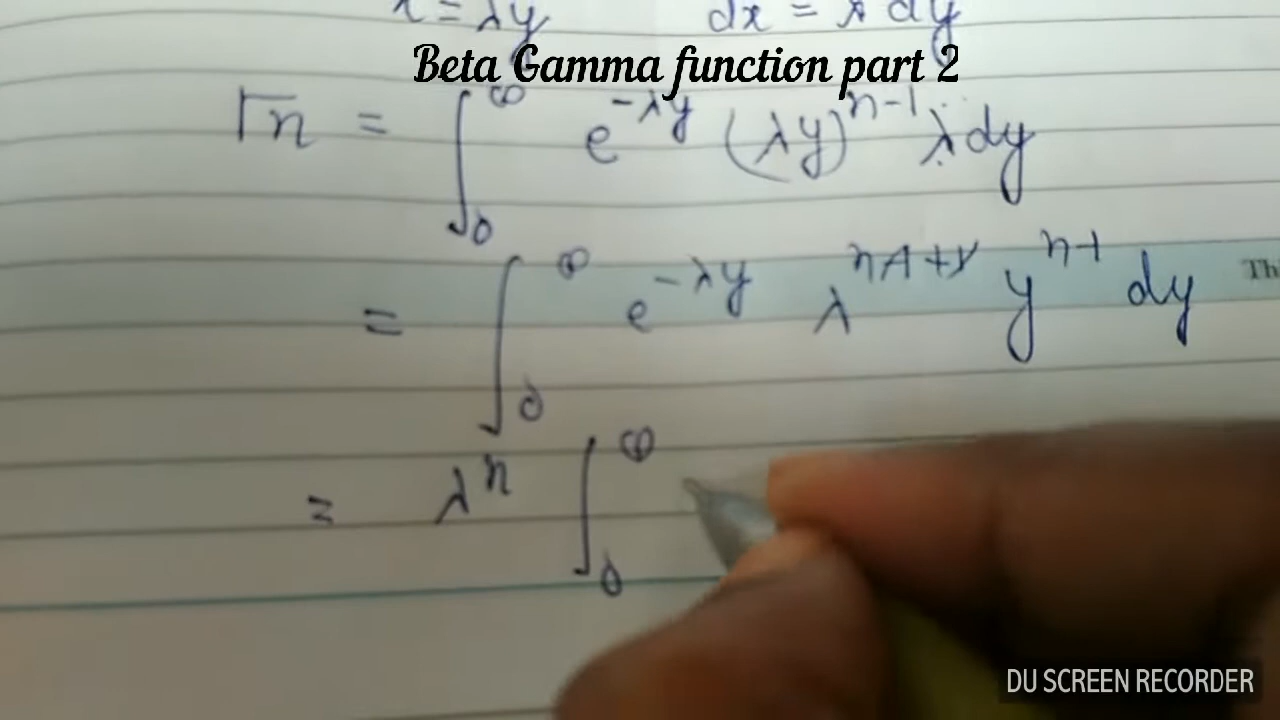 x = λy dx = λ dy
Beta Gamma function part 2
Γn = ∫₀^∞ e^{-λy} (λy)^{n-1} λ dy
= ∫₀^∞ e^{-λy} λ^{n-1+1} y^{n-1} dy
Th
= λ^n ∫₀^∞
DU SCREEN RECORDER